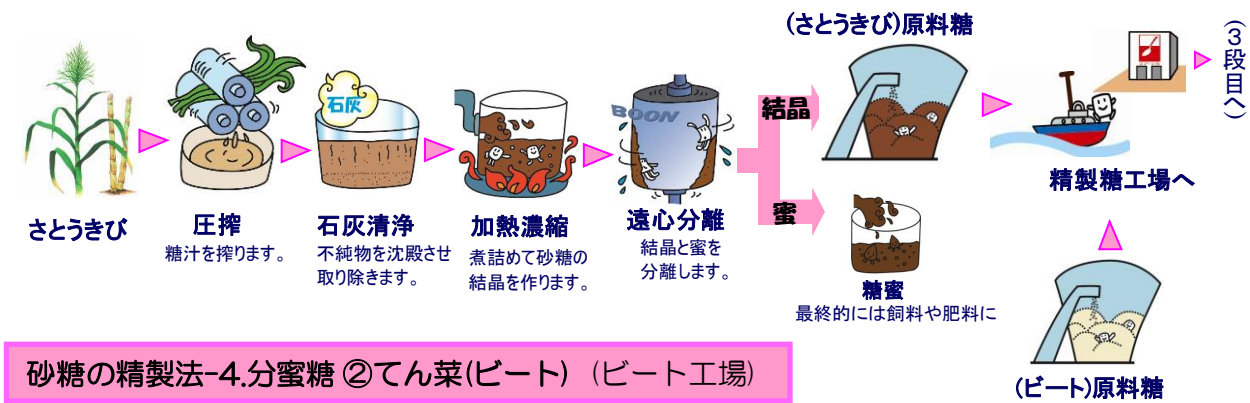 (さとうきび)原料糖
(3段目へ)
石灰
BOON
結晶
さとうきび
圧搾
糖汁を搾ります。
石灰清浄
不純物を沈殿させ
取り除きます。
加熱濃縮
煮詰めて砂糖の
結晶を作ります。
遠心分離
結晶と蜜を
分離します。
蜜
糖蜜
最終的には飼料や肥料に
精製糖工場へ
(ビート)原料糖
砂糖の精製法-4.分蜜糖 ②てん菜(ビート) (ビート工場)